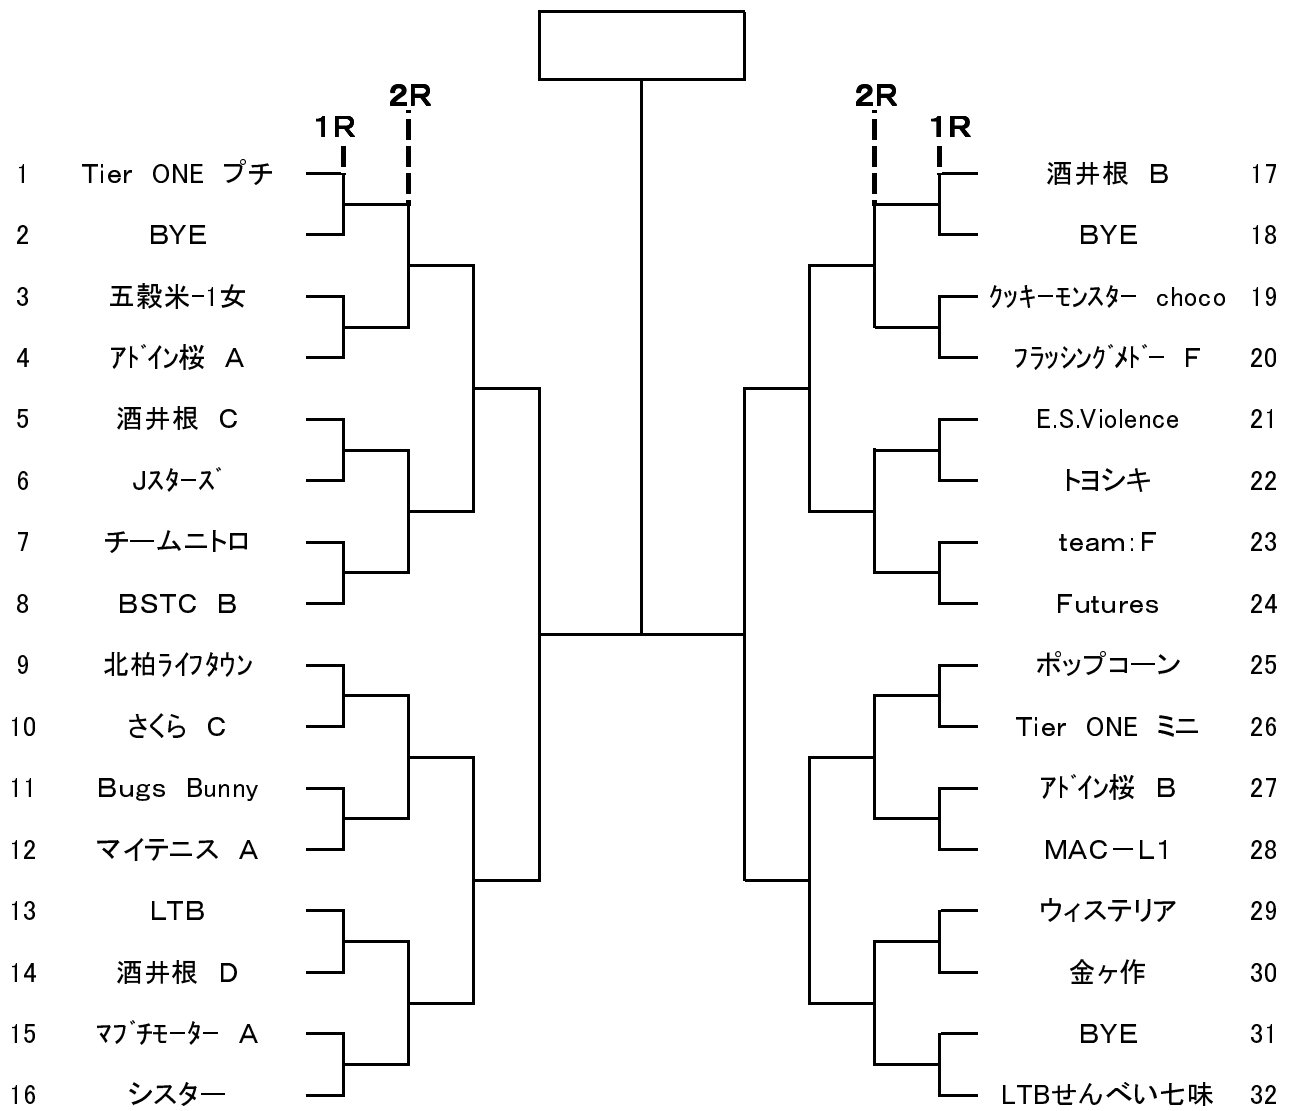 2R 2R
1R 1R
1 Tier ONE プチ 酒井根 B 17
2 BYE BYE 18
3 五穀米-1女 ｸｯｷｰモンスター choco 19
4 ｱﾄﾞイン桜 A フラッシングﾞメドﾞー F 20
5 酒井根 C E.S.Violence 21
6 Jスターズ トヨシキ 22
7 チームニトロ team:F 23
8 BSTC B Futures 24
9 北柏ライフタウン ポップコーン 25
10 さくら C Tier ONE ミニ 26
11 Bugs Bunny ｱﾄﾞイン桜 B 27
12 マイテニス A MAC－L1 28
13 LTB ウィステリア 29
14 酒井根 D 金ヶ作 30
15 マブチモーター A BYE 31
16 シスター LTBせんべい七味 32